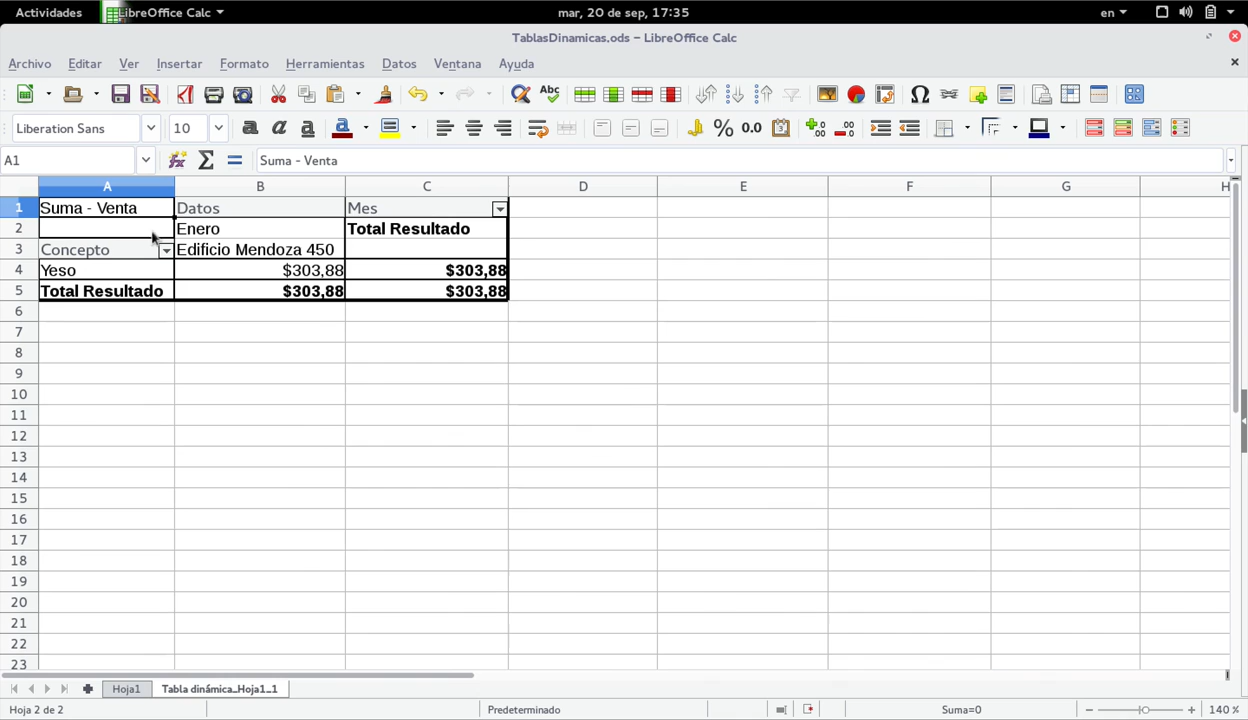 Actividades LibreOffice Calc mar, 20 de sep, 17:35 en
TablasDinamicas.ods – LibreOffice Calc
Archivo Editar Ver Insertar Formato Herramientas Datos Ventana Ayuda
Liberation Sans 10
A1 Suma - Venta
A B C D E F G H
1 Suma - Venta Datos Mes
2 Enero Total Resultado
3 Concepto Edificio Mendoza 450
4 Yeso $303,88 $303,88
5 Total Resultado $303,88 $303,88
6
7
8
9
10
11
12
13
14
15
16
17
18
19
20
21
22
23
Hoja1 Tabla dinámica_Hoja1_1
Hoja 2 de 2 Predeterminado Suma=0 140 %